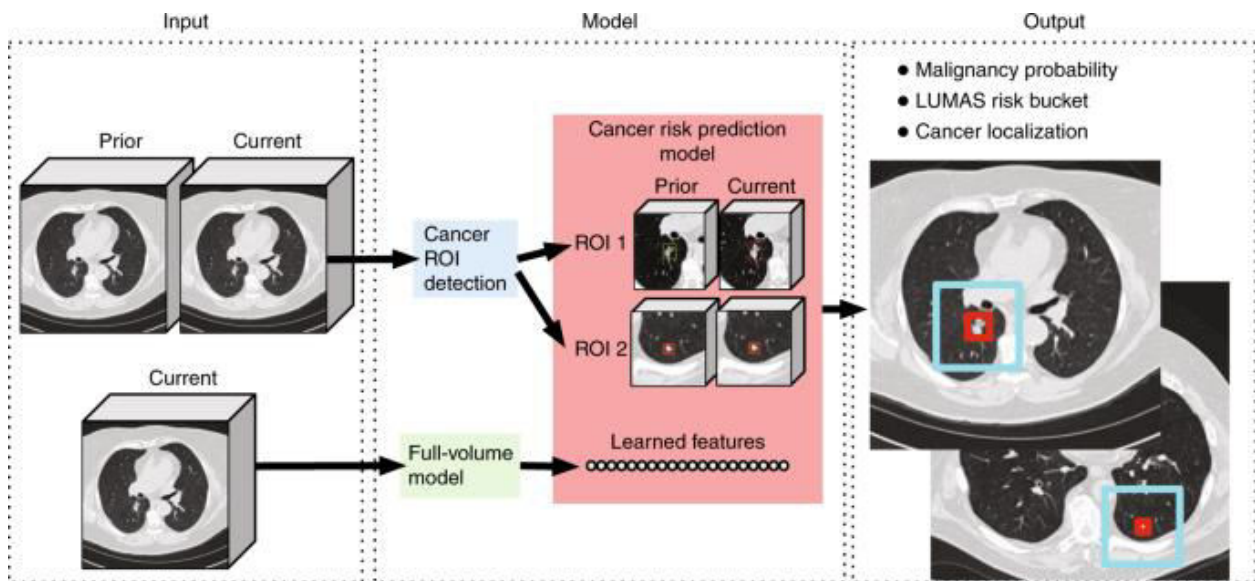 Input
Model
Output
Prior
Current
Current
Cancer
ROI
detection
Full-volume
model
Cancer risk prediction
model
Prior
Current
ROI 1
ROI 2
Learned features
● Malignancy probability
● LUMAS risk bucket
● Cancer localization